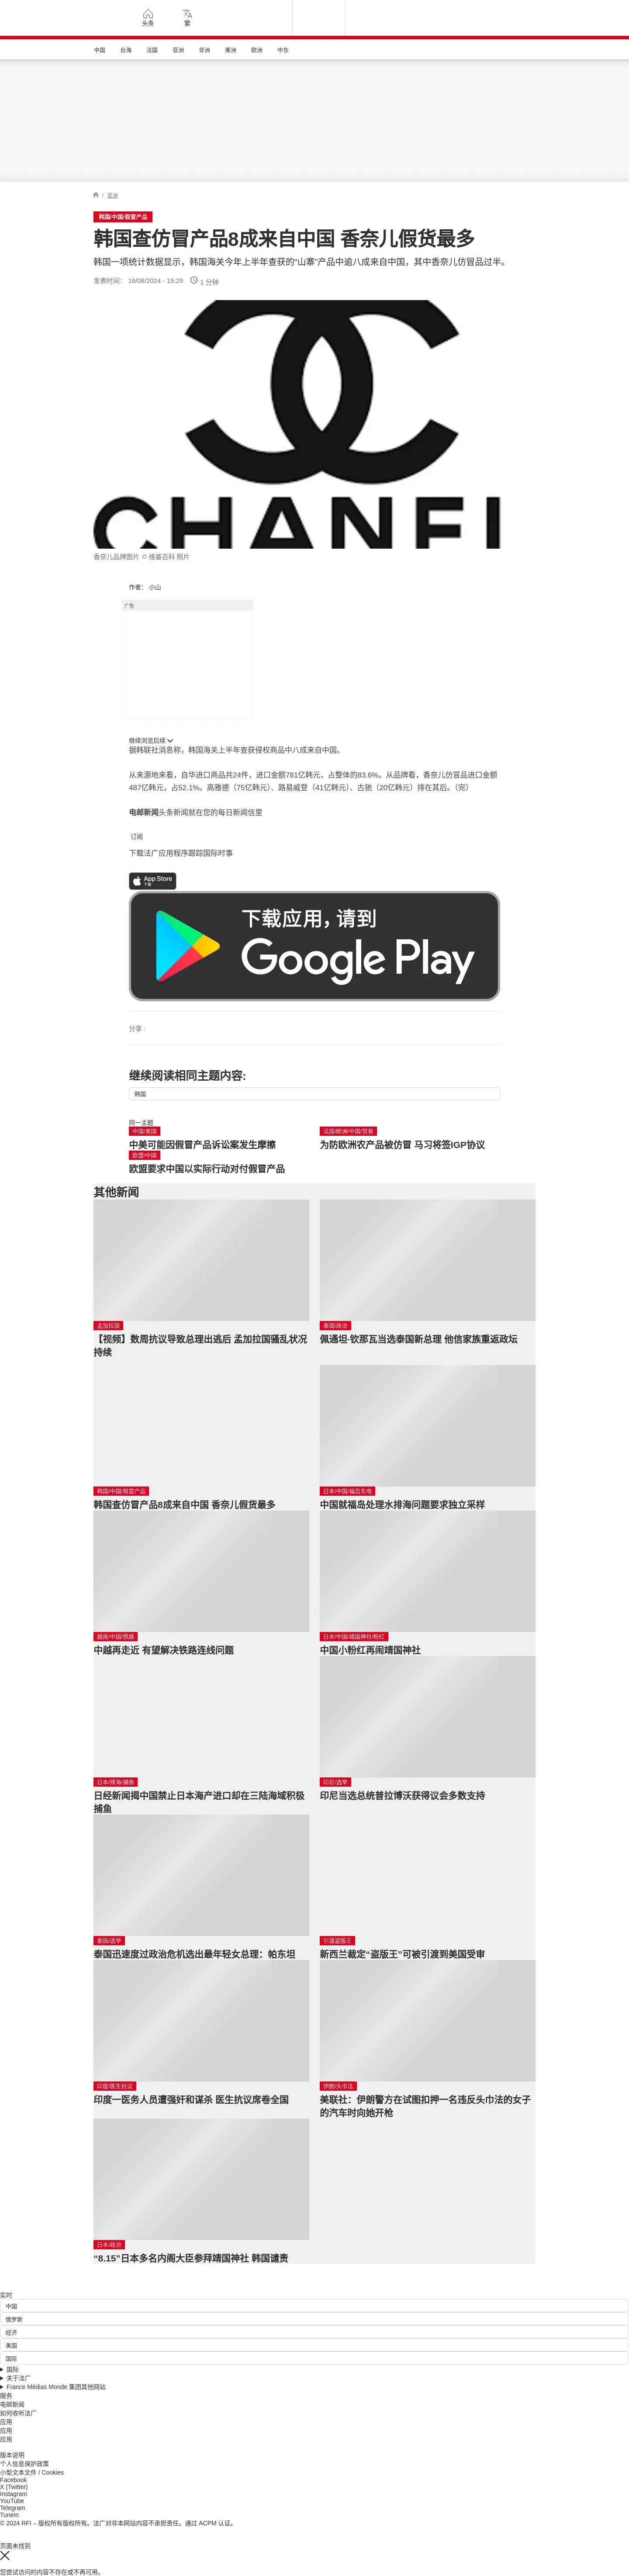 头条
繁
中国
台海
法国
亚洲
非洲
美洲
欧洲
中东
/ 亚洲
韩国/中国/假冒产品
韩国查仿冒产品8成来自中国 香奈儿假货最多
韩国一项统计数据显示，韩国海关今年上半年查获的“山寨”产品中逾八成来自中国，其中香奈儿仿冒品过半。
发表时间： 16/08/2024 - 15:29
1 分钟
CHANEL
香奈儿品牌图片 © 维基百科 照片
作者： 小山
广告
继续浏览后续
据韩联社消息称，韩国海关上半年查获侵权商品中八成来自中国。
从来源地来看，自华进口商品共24件，进口金额781亿韩元，占整体的83.6%。从品牌看，香奈儿仿冒品进口金额
487亿韩元，占52.1%。高雅德（75亿韩元）、路易威登（41亿韩元）、古驰（20亿韩元）排在其后。（完）
电邮新闻头条新闻就在您的每日新闻信里
订阅
下载法广应用程序跟踪国际时事
App Store
下载
下载应用，请到
Google Play
分享 :
继续阅读相同主题内容:
韩国
同一主题
中国/美国
中美可能因假冒产品诉讼案发生摩擦
法国/欧洲/中国/贸易
为防欧洲农产品被仿冒 马习将签IGP协议
欧盟/中国
欧盟要求中国以实际行动对付假冒产品
其他新闻
孟加拉国
【视频】数周抗议导致总理出逃后 孟加拉国骚乱状况
持续
泰国/政治
佩通坦·钦那瓦当选泰国新总理 他信家族重返政坛
韩国/中国/假冒产品
韩国查仿冒产品8成来自中国 香奈儿假货最多
日本/中国/福岛东电
中国就福岛处理水排海问题要求独立采样
越南/中国/铁路
中越再走近 有望解决铁路连线问题
日本/中国/靖国神社/粉红
中国小粉红再闹靖国神社
日本/排海/捕鱼
日经新闻揭中国禁止日本海产进口却在三陆海域积极
捕鱼
印尼/选举
印尼当选总统普拉博沃获得议会多数支持
泰国/选举
泰国迅速度过政治危机选出最年轻女总理：帕东坦
引渡盗版王
新西兰裁定“盗版王”可被引渡到美国受审
印度/医生抗议
印度一医务人员遭强奸和谋杀 医生抗议席卷全国
伊朗/头巾法
美联社：伊朗警方在试图扣押一名违反头巾法的女子
的汽车时向她开枪
日本/政治
“8.15”日本多名内阁大臣参拜靖国神社 韩国谴责
实时
中国
俄罗斯
经济
美国
国际
国际
关于法广
France Médias Monde 集团其他网站
服务
电邮新闻
如何收听法广
应用
应用
应用
版本说明
个人信息保护政策
小型文本文件 / Cookies
Facebook
X (Twitter)
Instagram
YouTube
Telegram
TuneIn
© 2024 RFI – 版权所有版权所有。法广对非本网站内容不承担责任。通过 ACPM 认证。
页面未找到
您尝试访问的内容不存在或不再可用。